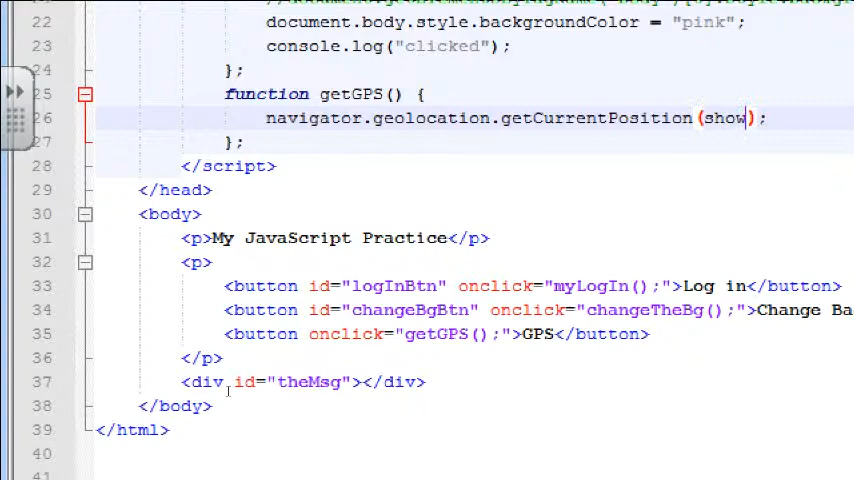 22 document.body.style.backgroundColor = "pink";
23 console.log("clicked");
24 };
25 function getGPS() {
26 navigator.geolocation.getCurrentPosition(show);
27 };
28 </script>
29 </head>
30 <body>
31 <p>My JavaScript Practice</p>
32 <p>
33 <button id="logInBtn" onclick="myLogIn();">Log in</button>
34 <button id="changeBgBtn" onclick="changeTheBg();">Change Ba
35 <button onclick="getGPS();">GPS</button>
36 </p>
37 <div id="theMsg"></div>
38 </body>
39 </html>
40
41